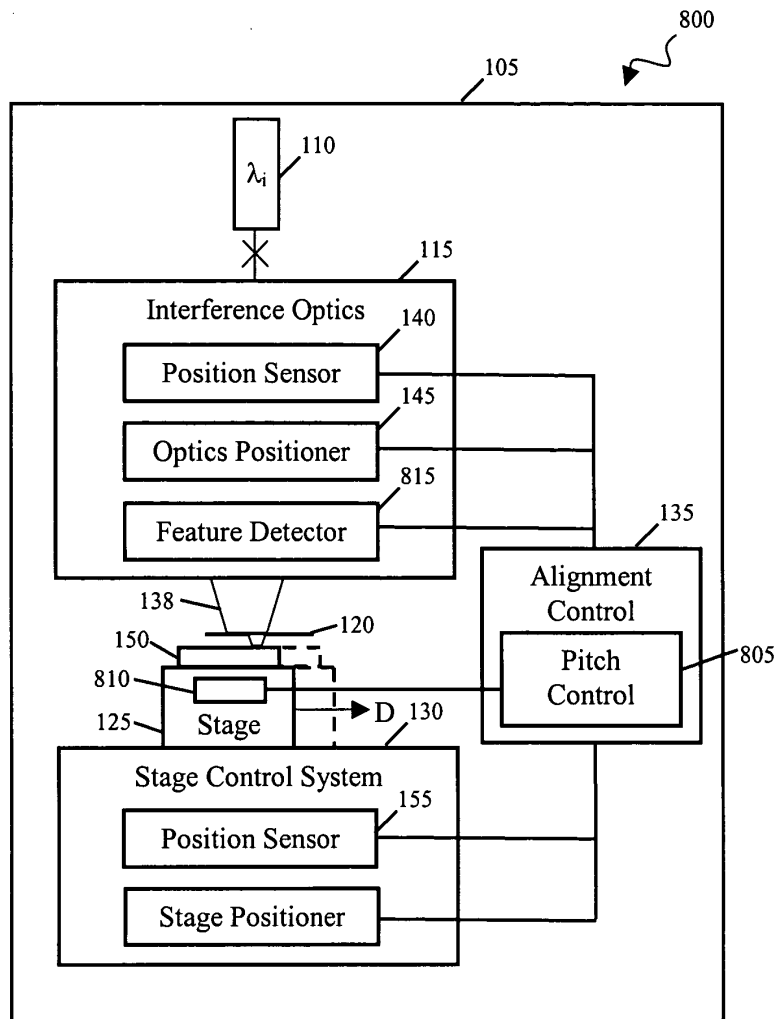 800
105
110
λi
115
Interference Optics
140
Position Sensor
145
Optics Positioner
815
Feature Detector
135
Alignment
Control
138
120
150
Pitch
Control
805
810
D
125
Stage
130
Stage Control System
155
Position Sensor
Stage Positioner